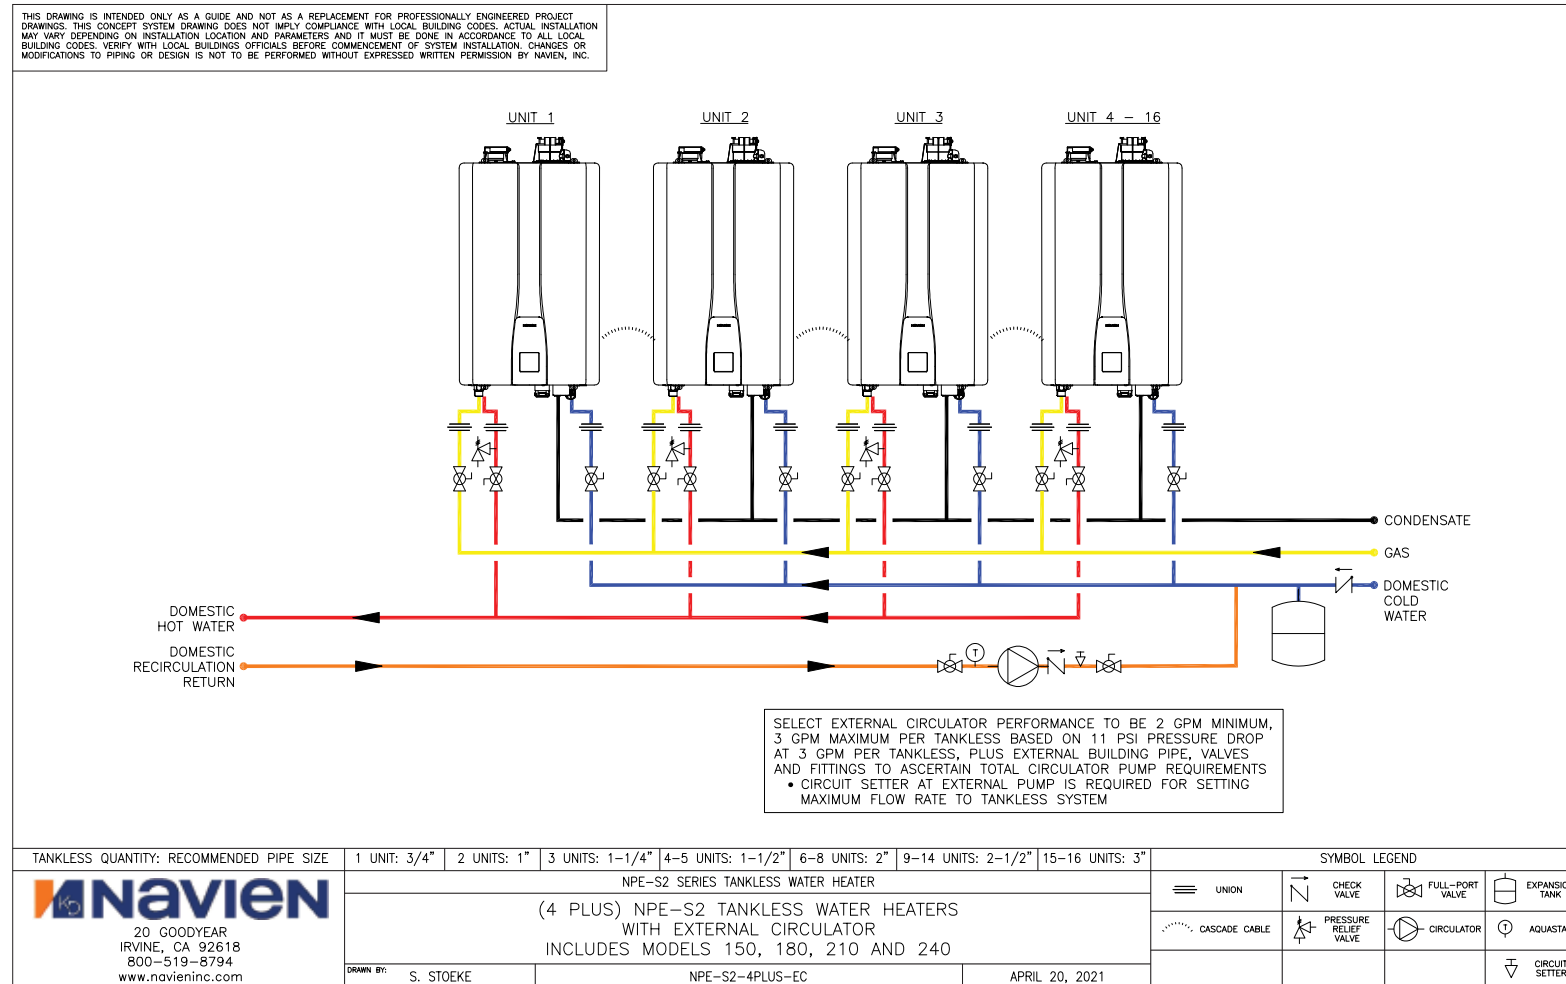 THIS DRAWING IS INTENDED ONLY AS A GUIDE AND NOT AS A REPLACEMENT FOR PROFESSIONALLY ENGINEERED PROJECT
DRAWINGS. THIS CONCEPT SYSTEM DRAWING DOES NOT IMPLY COMPLIANCE WITH LOCAL BUILDING CODES. ACTUAL INSTALLATION
MAY VARY DEPENDING ON INSTALLATION LOCATION AND PARAMETERS AND IT MUST BE DONE IN ACCORDANCE TO ALL LOCAL
BUILDING CODES. VERIFY WITH LOCAL BUILDINGS OFFICIALS BEFORE COMMENCEMENT OF SYSTEM INSTALLATION. CHANGES OR
MODIFICATIONS TO PIPING OR DESIGN IS NOT TO BE PERFORMED WITHOUT EXPRESSED WRITTEN PERMISSION BY NAVIEN, INC.
UNIT 1
UNIT 2
UNIT 3
UNIT 4 – 16
CONDENSATE
GAS
DOMESTIC
COLD
WATER
DOMESTIC
HOT WATER
DOMESTIC
RECIRCULATION
RETURN
T
SELECT EXTERNAL CIRCULATOR PERFORMANCE TO BE 2 GPM MINIMUM,
3 GPM MAXIMUM PER TANKLESS BASED ON 11 PSI PRESSURE DROP
AT 3 GPM PER TANKLESS, PLUS EXTERNAL BUILDING PIPE, VALVES
AND FITTINGS TO ASCERTAIN TOTAL CIRCULATOR PUMP REQUIREMENTS
• CIRCUIT SETTER AT EXTERNAL PUMP IS REQUIRED FOR SETTING
MAXIMUM FLOW RATE TO TANKLESS SYSTEM
TANKLESS QUANTITY: RECOMMENDED PIPE SIZE
1 UNIT: 3/4"
2 UNITS: 1"
3 UNITS: 1-1/4"
4-5 UNITS: 1-1/2"
6-8 UNITS: 2"
9-14 UNITS: 2-1/2"
15-16 UNITS: 3"
KD NAVIEN
20 GOODYEAR
IRVINE, CA 92618
800-519-8794
www.navieninc.com
NPE-S2 SERIES TANKLESS WATER HEATER
(4 PLUS) NPE-S2 TANKLESS WATER HEATERS
WITH EXTERNAL CIRCULATOR
INCLUDES MODELS 150, 180, 210 AND 240
DRAWN BY:
S. STOEKE
NPE-S2-4PLUS-EC
APRIL 20, 2021
SYMBOL LEGEND
UNION
CHECK
VALVE
FULL-PORT
VALVE
EXPANSIO
TANK
CASCADE CABLE
PRESSURE
RELIEF
VALVE
CIRCULATOR
T
AQUASTA
CIRCUIT
SETTER